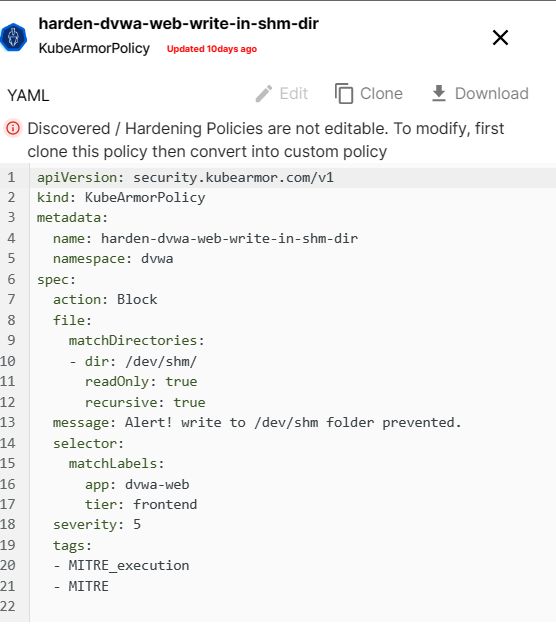 harden-dvwa-web-write-in-shm-dir
KubeArmorPolicy Updated 10days ago
YAML Edit Clone Download
Discovered / Hardening Policies are not editable. To modify, first
clone this policy then convert into custom policy
1 apiVersion: security.kubearmor.com/v1
2 kind: KubeArmorPolicy
3 metadata:
4   name: harden-dvwa-web-write-in-shm-dir
5   namespace: dvwa
6 spec:
7   action: Block
8   file:
9     matchDirectories:
10     - dir: /dev/shm/
11       readOnly: true
12       recursive: true
13   message: Alert! write to /dev/shm folder prevented.
14   selector:
15     matchLabels:
16       app: dvwa-web
17       tier: frontend
18   severity: 5
19   tags:
20   - MITRE_execution
21   - MITRE
22